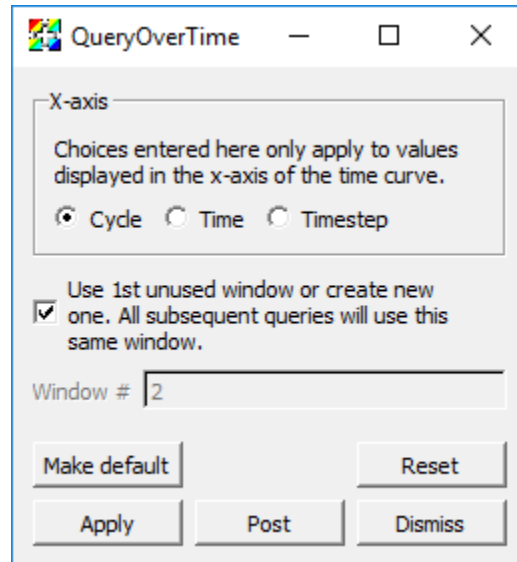 QueryOverTime
X-axis
Choices entered here only apply to values
displayed in the x-axis of the time curve.
Cycle Time Timestep
Use 1st unused window or create new
one. All subsequent queries will use this
same window.
Window # 2
Make default Reset
Apply Post Dismiss